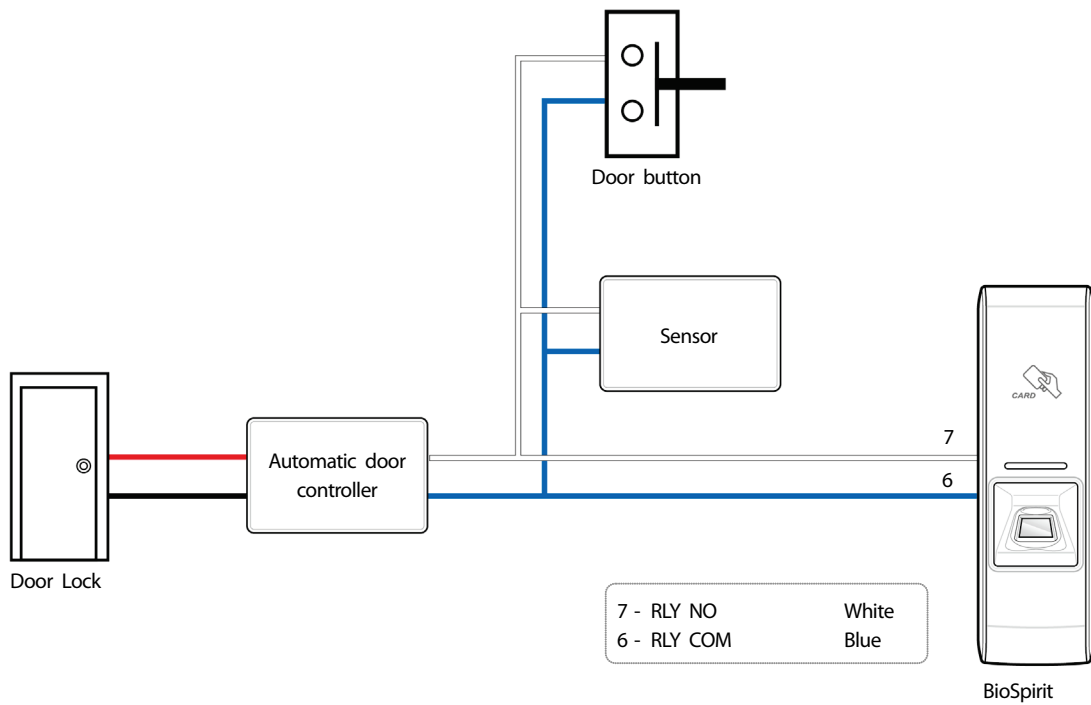 Door button
Sensor
CARD
Automatic door
controller
7
6
Door Lock
7 - RLY NO White
6 - RLY COM Blue
BioSpirit